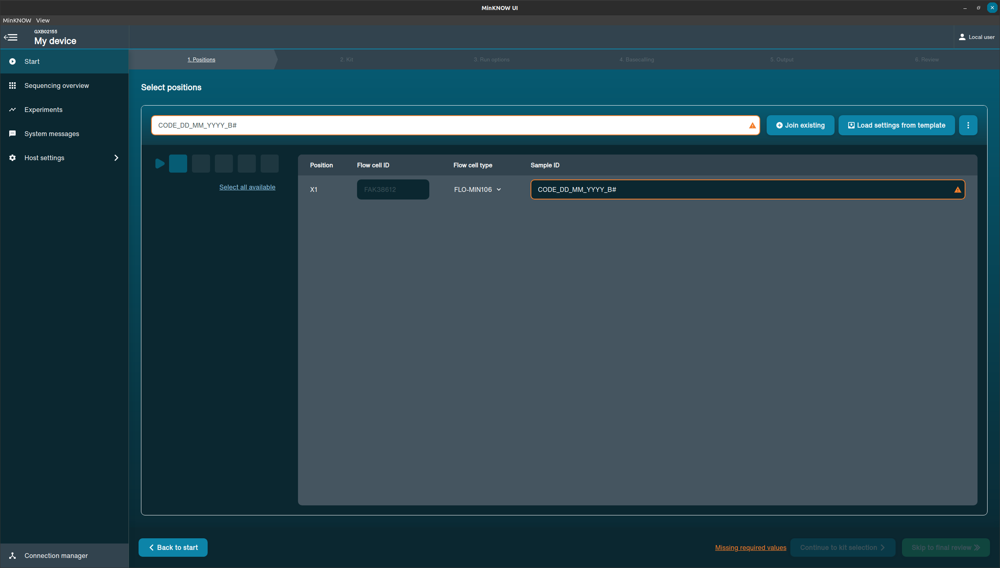 MinKNOW UI
MinKNOW View
GXB02155
My device
Local user
Start
Sequencing overview
Experiments
System messages
Host settings
Connection manager
1. Positions
2. Kit
3. Run options
4. Basecalling
5. Output
6. Review
Select positions
CODE_DD_MM_YYYY_B#
Join existing
Load settings from template
Select all available
Position Flow cell ID Flow cell type Sample ID
X1 FAK38612 FLO-MIN106 CODE_DD_MM_YYYY_B#
Back to start
Missing required values
Continue to kit selection
Skip to final review